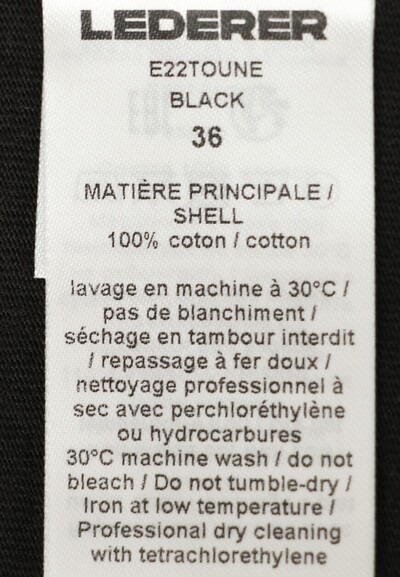 LEDERER
E22TOUNE
BLACK
36
MATIÈRE PRINCIPALE /
SHELL
100% coton / cotton
lavage en machine à 30°C /
pas de blanchiment /
séchage en tambour interdit
/ repassage à fer doux /
nettoyage professionnel à
sec avec perchloréthylène
ou hydrocarbures
30°C machine wash / do not
bleach / Do not tumble-dry /
Iron at low temperature /
Professional dry cleaning
with tetrachlorethylene